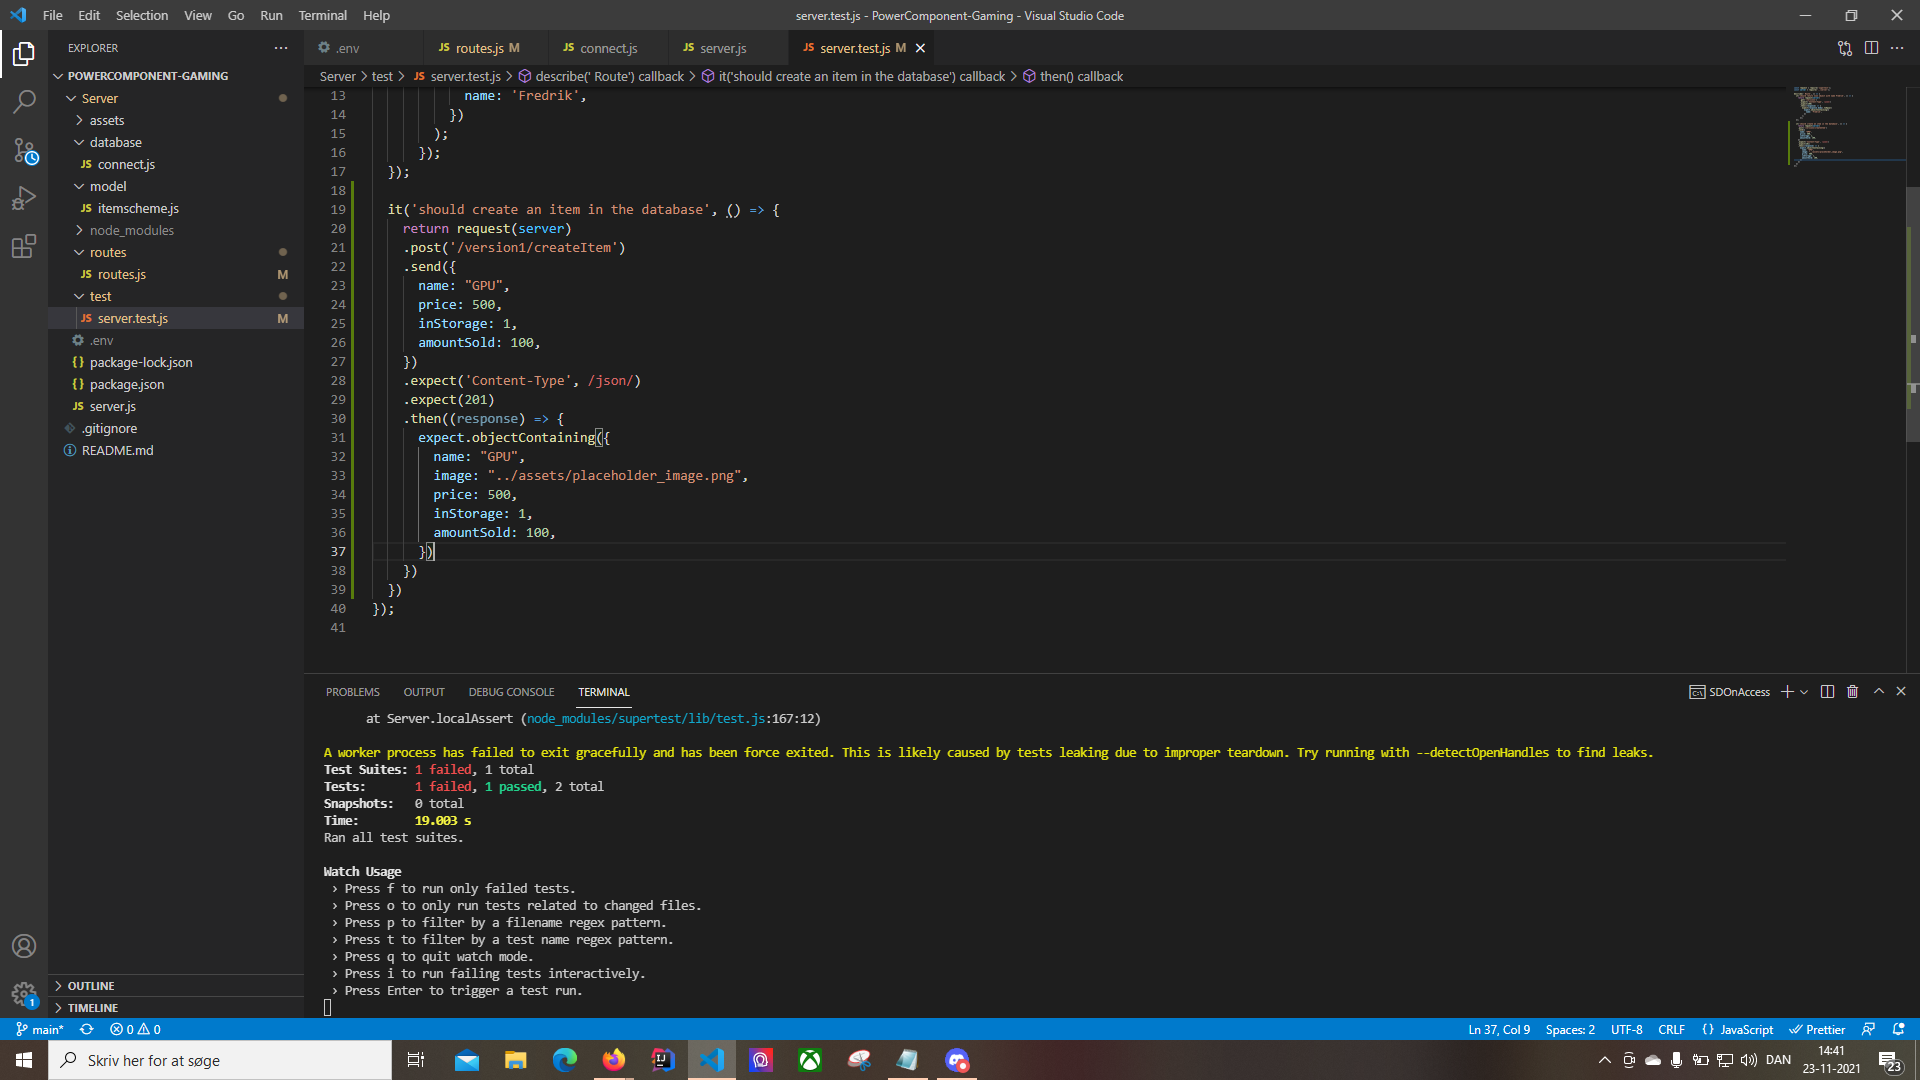 File Edit Selection View Go Run Terminal Help
server.test.js - PowerComponent-Gaming - Visual Studio Code
EXPLORER
.env
JS routes.js M
JS connect.js
JS server.js
JS server.test.js M
POWERCOMPONENT-GAMING
Server
assets
database
JS connect.js
model
JS itemscheme.js
node_modules
routes
JS routes.js M
test
JS server.test.js M
.env
{} package-lock.json
{} package.json
JS server.js
.gitignore
README.md
OUTLINE
TIMELINE
Server > test > JS server.test.js > describe(' Route') callback > it('should create an item in the database') callback > then() callback
13 name: 'Fredrik',
14 })
15 );
16 });
17 });
18
19 it('should create an item in the database', () => {
20 return request(server)
21 .post('/version1/createItem')
22 .send({
23 name: "GPU",
24 price: 500,
25 inStorage: 1,
26 amountSold: 100,
27 })
28 .expect('Content-Type', /json/)
29 .expect(201)
30 .then((response) => {
31 expect.objectContaining({
32 name: "GPU",
33 image: "../assets/placeholder_image.png",
34 price: 500,
35 inStorage: 1,
36 amountSold: 100,
37 })
38 })
39 })
40 });
41
PROBLEMS OUTPUT DEBUG CONSOLE TERMINAL
SDOnAccess
at Server.localAssert (node_modules/supertest/lib/test.js:167:12)
A worker process has failed to exit gracefully and has been force exited. This is likely caused by tests leaking due to improper teardown. Try running with --detectOpenHandles to find leaks.
Test Suites: 1 failed, 1 total
Tests: 1 failed, 1 passed, 2 total
Snapshots: 0 total
Time: 19.003 s
Ran all test suites.
Watch Usage
› Press f to run only failed tests.
› Press o to only run tests related to changed files.
› Press p to filter by a filename regex pattern.
› Press t to filter by a test name regex pattern.
› Press q to quit watch mode.
› Press i to run failing tests interactively.
› Press Enter to trigger a test run.
main* 0 0
Ln 37, Col 9 Spaces: 2 UTF-8 CRLF {} JavaScript Prettier
Skriv her for at søge
DAN
14:41
23-11-2021
23